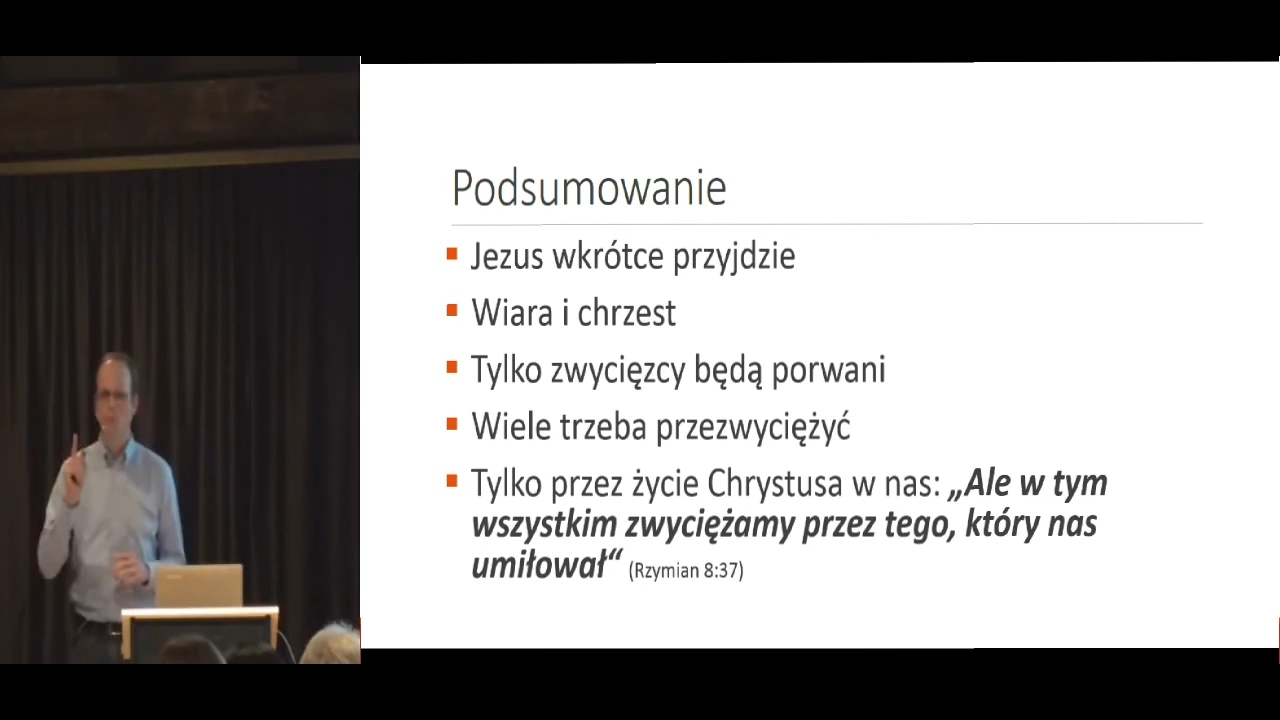 Podsumowanie
Jezus wkrótce przyjdzie
Wiara i chrzest
Tylko zwycięzcy będą porwani
Wiele trzeba przezwyciężyć
Tylko przez życie Chrystusa w nas: „Ale w tym
wszystkim zwyciężamy przez tego, który nas
umiłował“ (Rzymian 8:37)